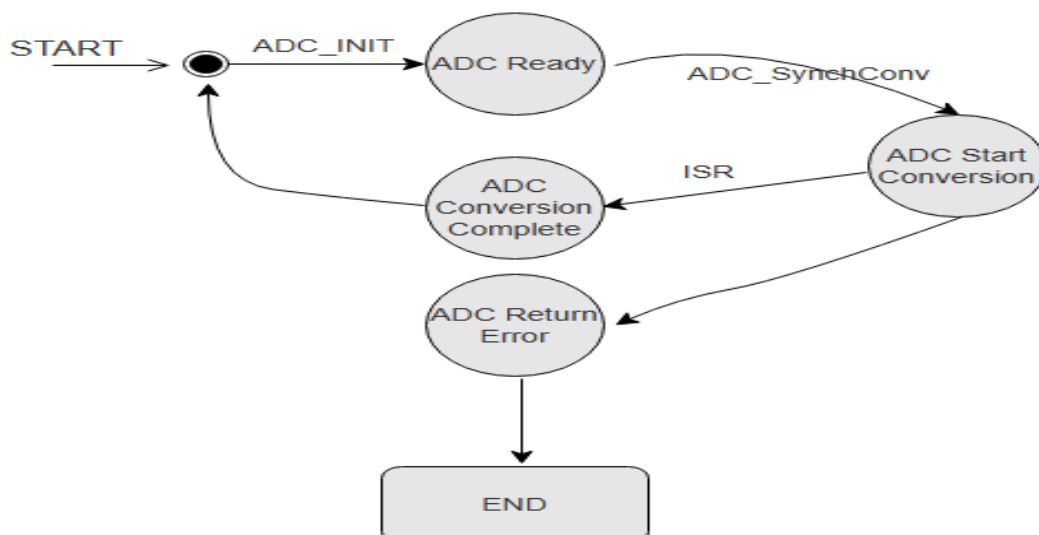 START
ADC_INIT
ADC Ready
ADC_SynchConv
ADC Start
Conversion
ISR
ADC
Conversion
Complete
ADC Return
Error
END